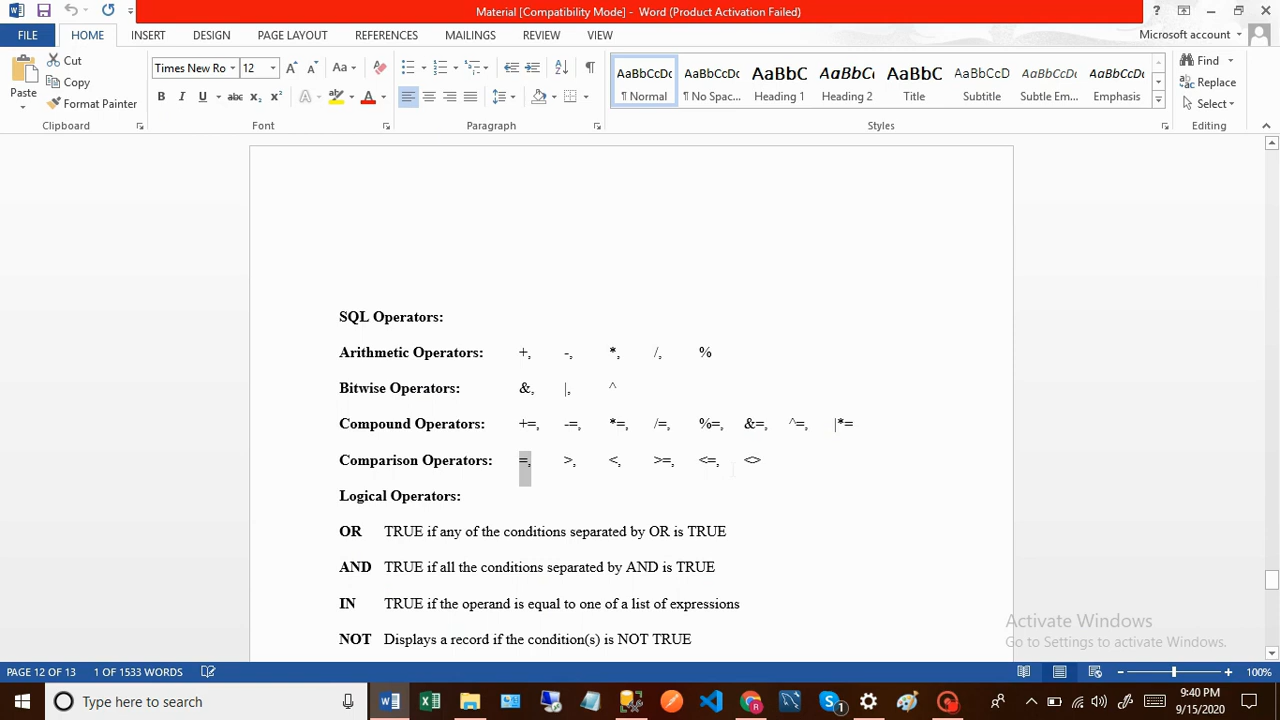 Material [Compatibility Mode] - Word (Product Activation Failed)
FILE HOME INSERT DESIGN PAGE LAYOUT REFERENCES MAILINGS REVIEW VIEW Microsoft account
Paste Cut Copy Format Painter
Clipboard
Times New Ro 12
Font
Paragraph
AaBbCcDc AaBbCcDc AaBbC AaBbCc AaBbC AaBbCcD AaBbCcDc AaBbCcDc
¶ Normal ¶ No Spac... Heading 1 Heading 2 Title Subtitle Subtle Em... Emphasis
Styles
Find
Replace
Select
Editing
SQL Operators:
Arithmetic Operators: +, -, *, /, %
Bitwise Operators: &, |, ^
Compound Operators: +=, -=, *=, /=, %=, &=, ^=, |*=
Comparison Operators: =, >, <, >=, <=, <>
Logical Operators:
OR TRUE if any of the conditions separated by OR is TRUE
AND TRUE if all the conditions separated by AND is TRUE
IN TRUE if the operand is equal to one of a list of expressions
NOT Displays a record if the condition(s) is NOT TRUE
Activate Windows
Go to Settings to activate Windows.
PAGE 12 OF 13 1 OF 1533 WORDS 100%
Type here to search
9:40 PM
9/15/2020